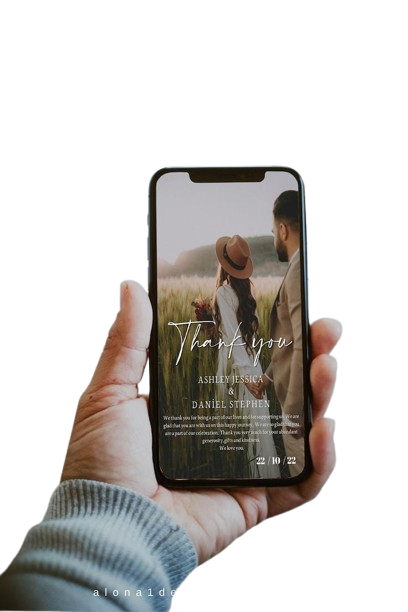 Thank you
ASHLEY JESSICA
&
DANİEL STEPHEN
We thank you for being a part of our lives and for supporting us. We are
glad that you are with us on this happy journey. We are so glad that you
are a part of our celebration. Thank you very much for your abundant
generosity, gifts and kindness.
We love you.
22 / 10 / 22
alona1de